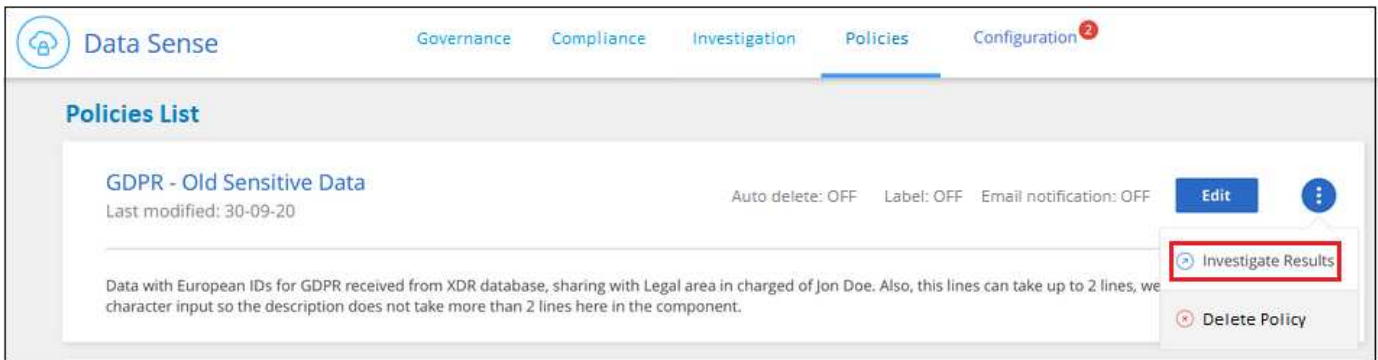 Data Sense
Governance Compliance Investigation Policies Configuration 2
Policies List
GDPR - Old Sensitive Data
Last modified: 30-09-20
Auto delete: OFF Label: OFF Email notification: OFF Edit
Investigate Results
Data with European IDs for GDPR received from XDR database, sharing with Legal area in charged of Jon Doe. Also, this lines can take up to 2 lines, we
character input so the description does not take more than 2 lines here in the component.
Delete Policy